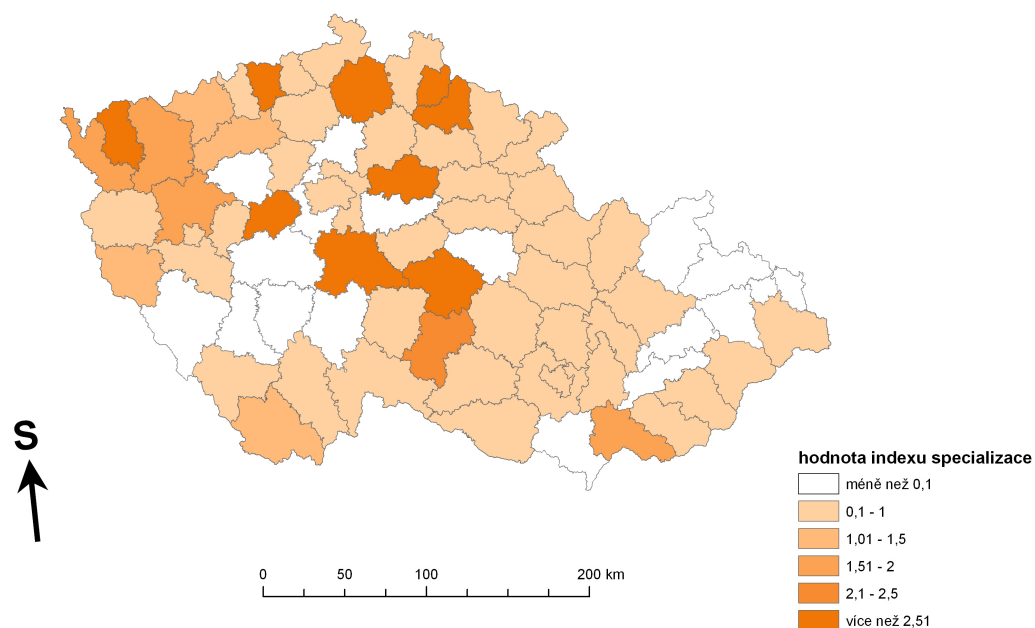 S
hodnota indexu specializace
méně než 0,1
0,1 - 1
1,01 - 1,5
1,51 - 2
2,1 - 2,5
více než 2,51
0 50 100 200 km